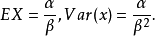 EX = α/β, Var(x) = α/β².